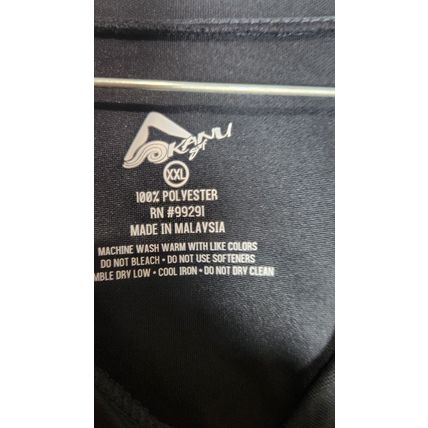 KANU
surf
XXL
100% POLYESTER
RN #99291
MADE IN MALAYSIA
MACHINE WASH WARM WITH LIKE COLORS
DO NOT BLEACH • DO NOT USE SOFTENERS
MBLE DRY LOW • COOL IRON • DO NOT DRY CLEAN